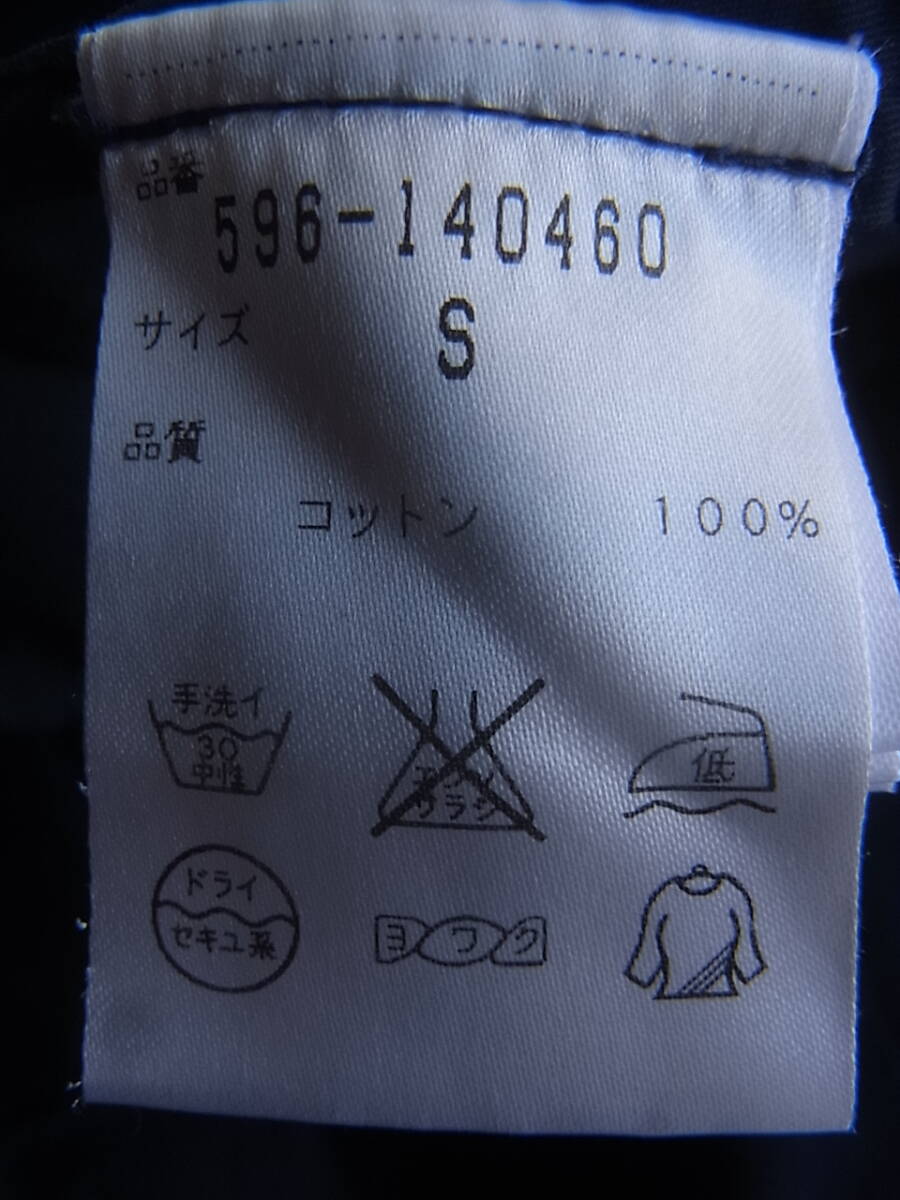 品番
596-140460
サイズ S
品質
コットン 100%
手洗イ
30
中性
エンソ
サラシ
低
ドライ
セキユ系
ヨワク